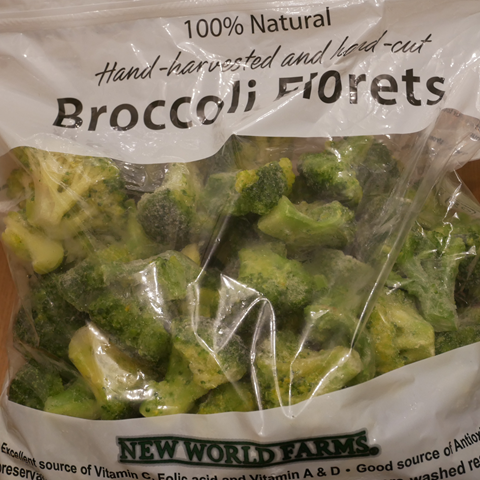 100% Natural
Hand-harvested and hand-cut
Broccoli Florets
NEW WORLD FARMS®
Excellent source of Vitamin C, Folic acid and Vitamin A & D • Good source of
washed